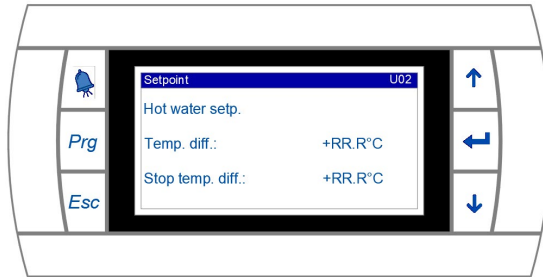 Setpoint U02
Hot water setp.
Prg
Temp. diff.: +RR.R°C
Stop temp. diff.: +RR.R°C
Esc